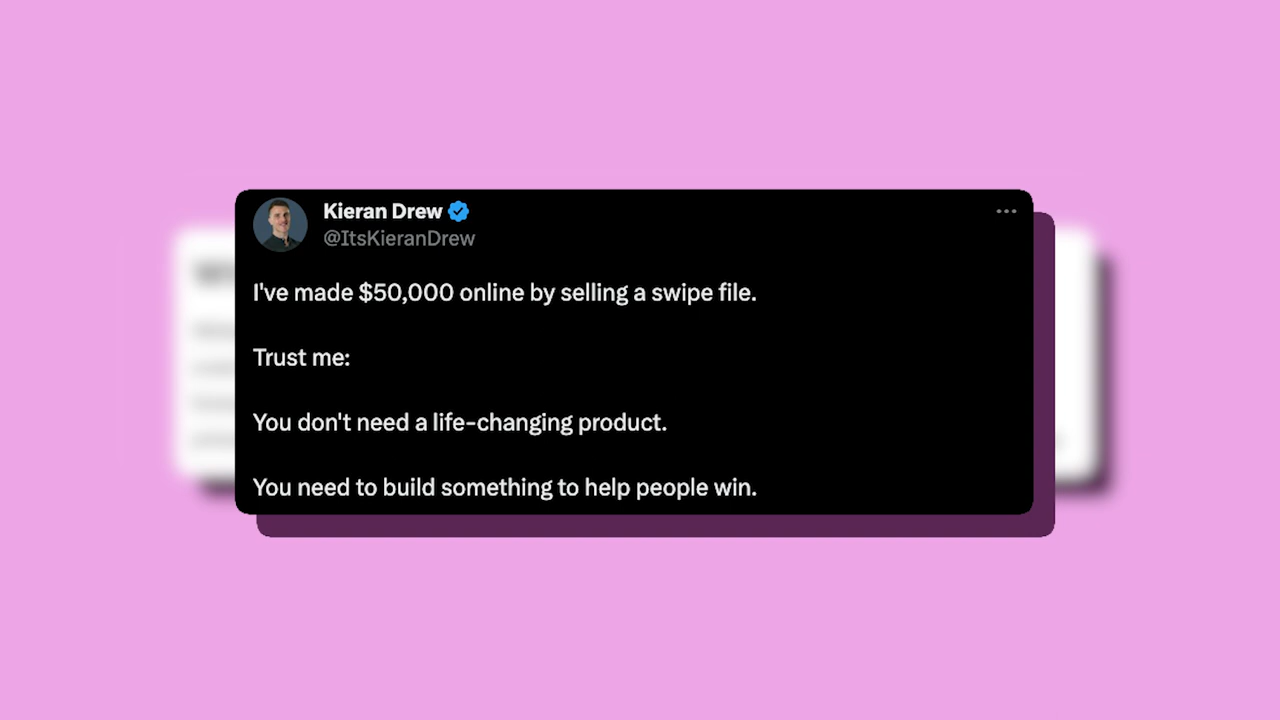 Kieran Drew
@ItsKieranDrew
I've made $50,000 online by selling a swipe file.
Trust me:
You don't need a life-changing product.
You need to build something to help people win.